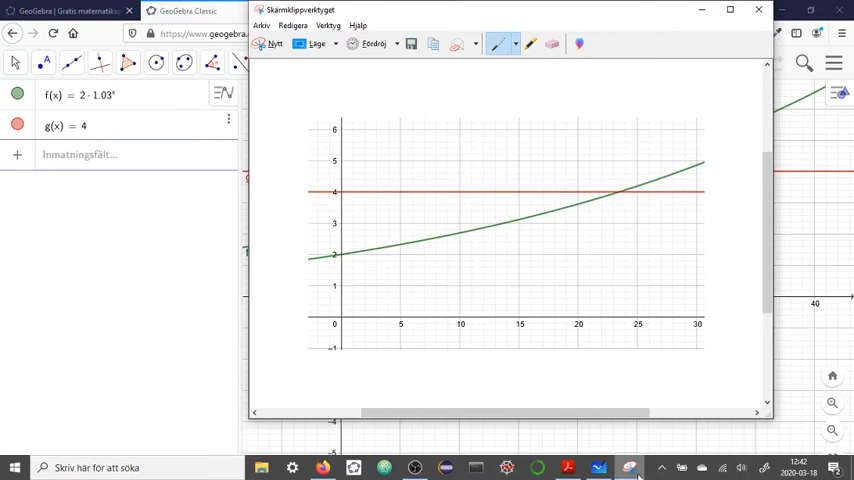 GeoGebra | Gratis matematika
GeoGebra Classic
Skärmklippverktyget
Arkiv Redigera Verktyg Hjälp
Nytt Läge Fördröj
https://www.geogebra.
f(x) = 2 · 1.03ˣ
g(x) = 4
Inmatningsfält...
6
5
4
3
2
1
0 5 10 15 20 25 30
−1
40
−4
−5
Skriv här för att söka
12:42
2020-03-18
2